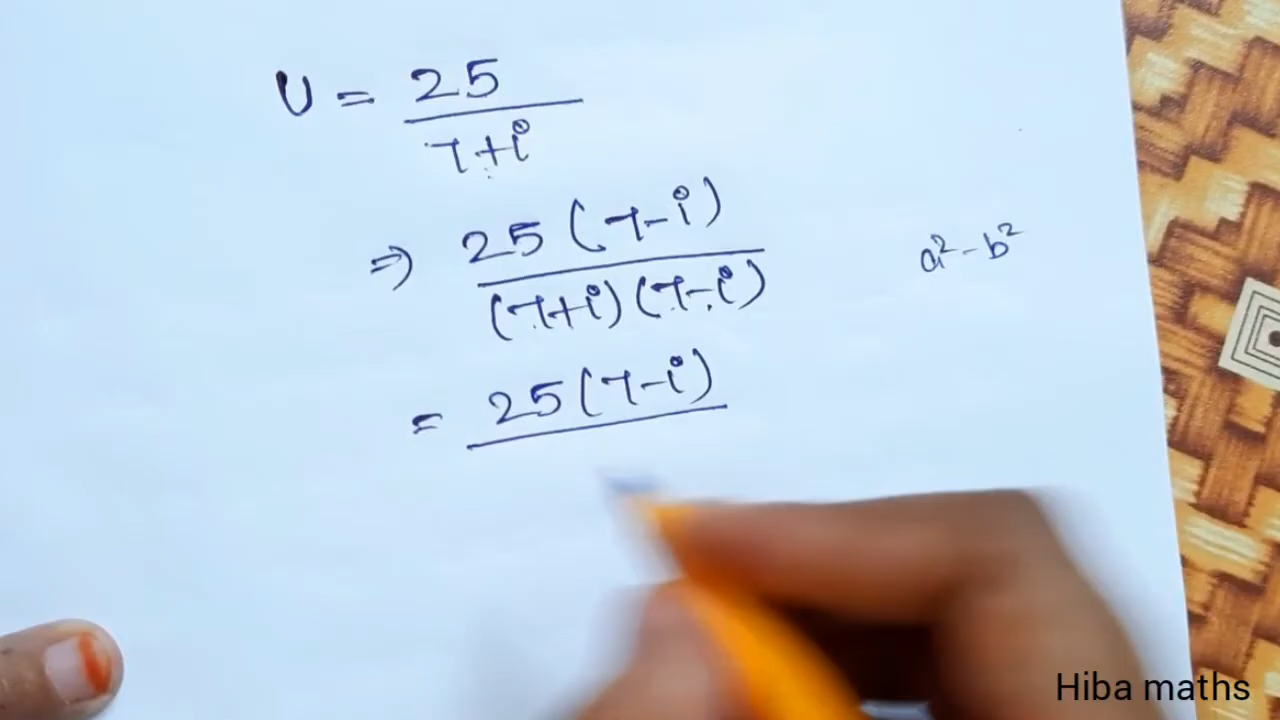 U = 25 / 7+i
⇒ 25 (7-i) / (7+i) (7-i)
a² - b²
= 25 (7-i)
Hiba maths